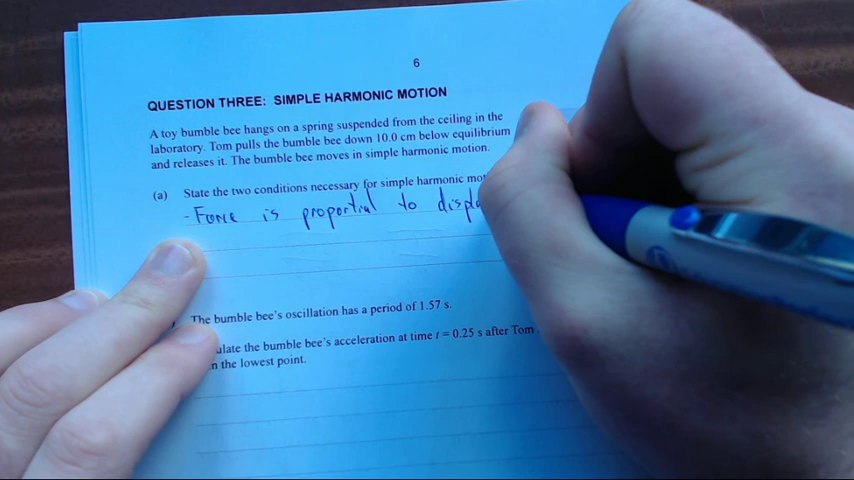 6
QUESTION THREE: SIMPLE HARMONIC MOTION
A toy bumble bee hangs on a spring suspended from the ceiling in the
laboratory. Tom pulls the bumble bee down 10.0 cm below equilibrium
and releases it. The bumble bee moves in simple harmonic motion.
(a) State the two conditions necessary for simple harmonic
- Force is to
The bumble bee's oscillation has a period of 1.57 s.
bumble bee's acceleration at time t = 0.25 s after Tom
the lowest point.